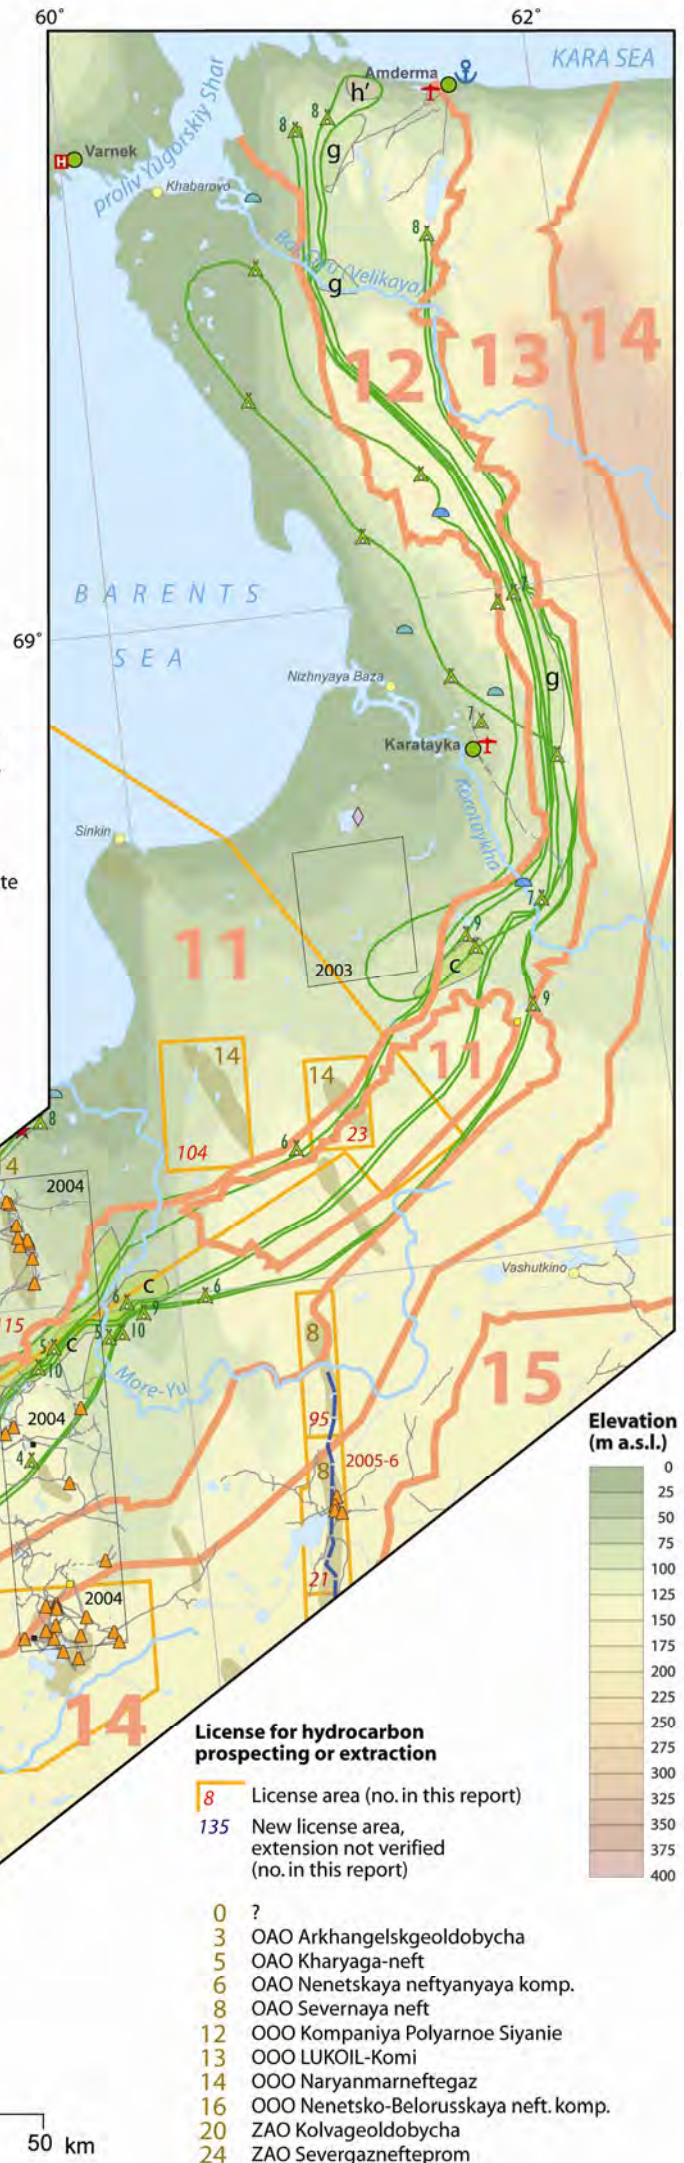 60°
62°
KARA SEA
Amderma
h’
8
8
H
Varnek
g
proliv Yugorskiy Shar
Khabarovo
8
g
12
13
14
7
BARENTS
69°
SEA
g
Nizhnyaya Baza
7
Karatayka
Korotaykha
Sinkin
te
7
9
11
C
2003
9
14
11
14
8
6
23
104
14
2004
Vashutkino
C
6
6
9
115
5
10
5
C
10
8
More-Yu
15
2004
95
Elevation
(m a.s.l.)
4
8
2005-6
0
25
50
75
100
125
150
175
200
225
250
275
300
325
350
375
400
21
2004
14
License for hydrocarbon
prospecting or extraction
8 License area (no. in this report)
135 New license area,
extension not verified
(no. in this report)
0 ?
3 OAO Arkhangelskgeoldobycha
5 OAO Kharyaga-neft
6 OAO Nenetskaya neftyanyaya komp.
8 OAO Severnaya neft
12 OOO Kompaniya Polyarnoe Siyanie
13 OOO LUKOIL-Komi
14 OOO Naryanmarneftegaz
16 OOO Nenetsko-Belorusskaya neft. komp.
20 ZAO Kolvageoldobycha
24 ZAO Severgaznefteprom
50 km